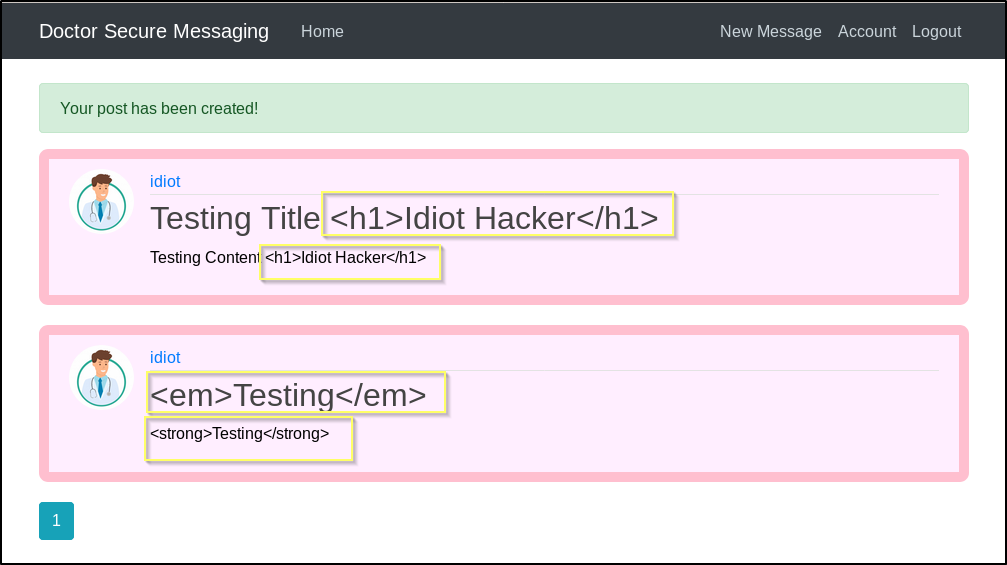 Doctor Secure Messaging Home New Message Account Logout
Your post has been created!
idiot
Testing Title <h1>Idiot Hacker</h1>
Testing Content <h1>Idiot Hacker</h1>
idiot
<em>Testing</em>
<strong>Testing</strong>
1